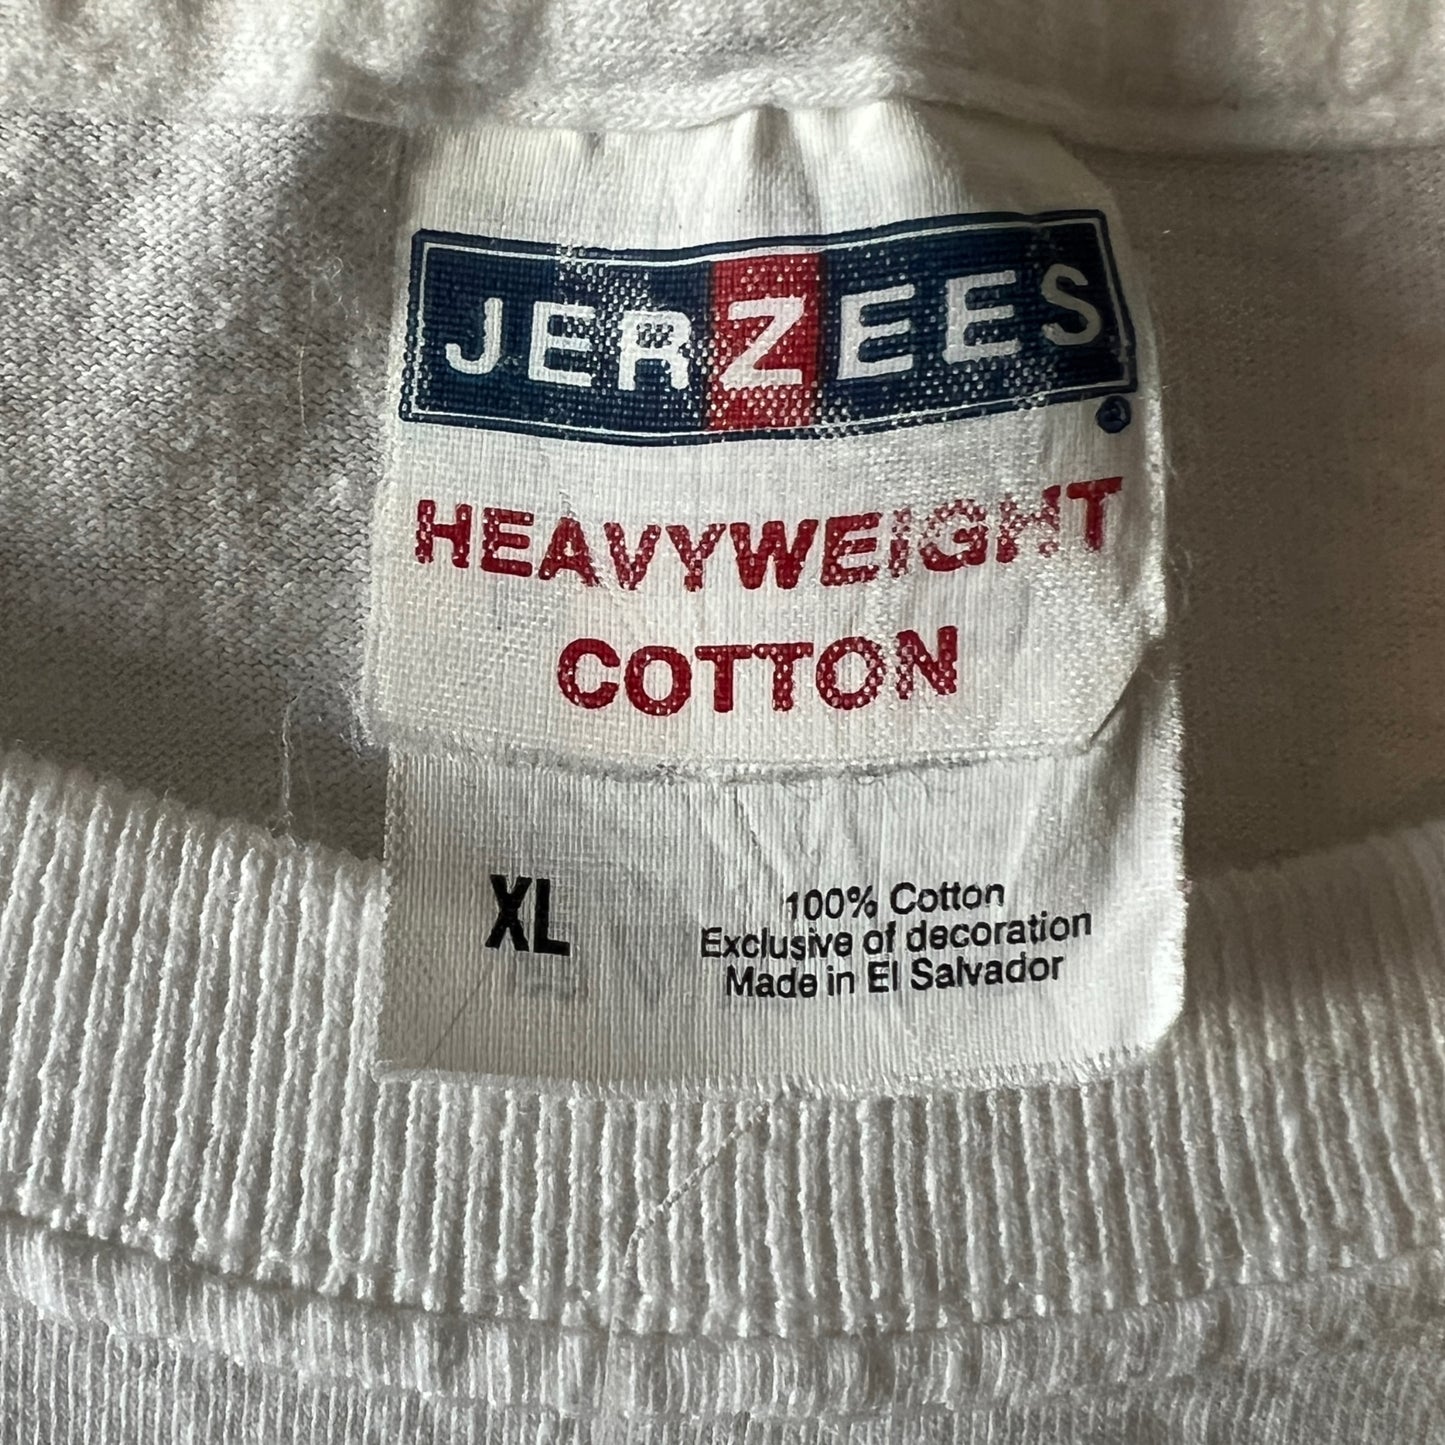 JERZEES
®
HEAVYWEIGHT
COTTON
XL
100% Cotton
Exclusive of decoration
Made in El Salvador